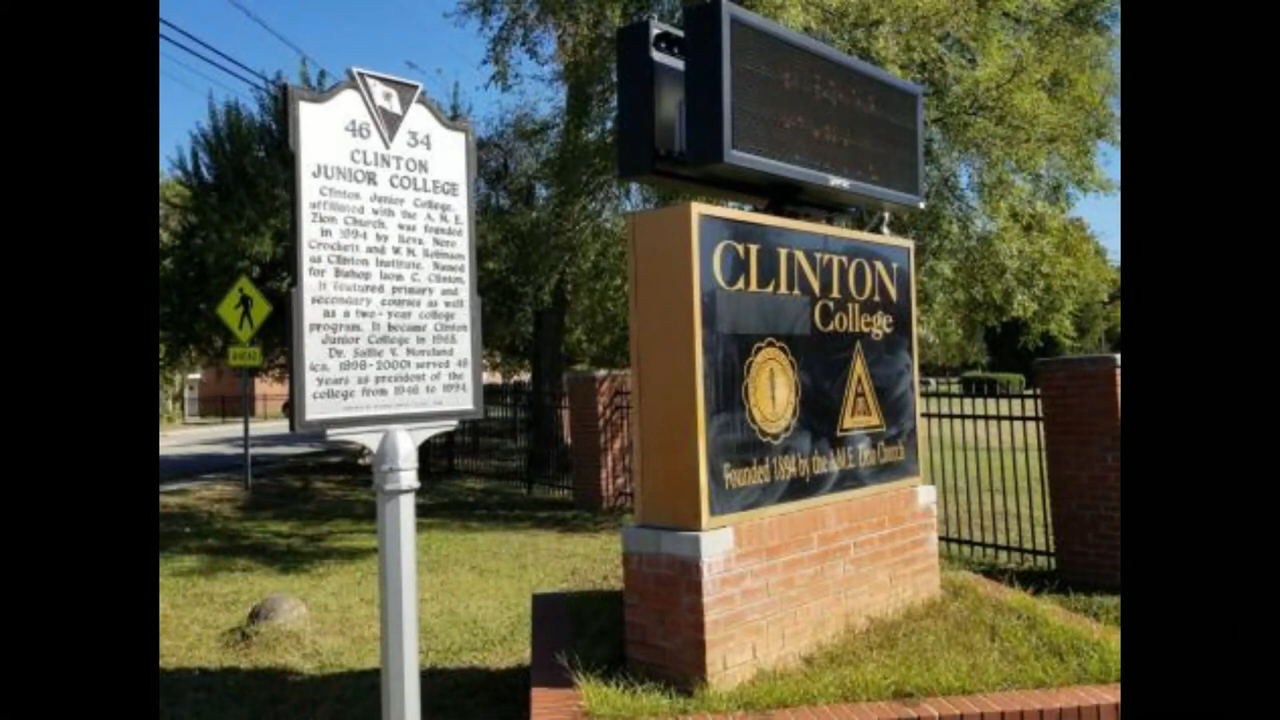 46 34
CLINTON
JUNIOR COLLEGE
Clinton Junior College,
affiliated with the A. M. E.
Zion Church, was founded
in 1894 by Revs. Nero
Crockett and W. M. Robinson
as Clinton Institute. Named
for Bishop Isom C. Clinton,
it featured primary and
secondary courses as well
as a two-year college
program. It became Clinton
Junior College in 1965.
Dr. Sallie V. Moreland
(ca. 1898-2000) served 48
years as president of the
college from 1946 to 1994.
AHEAD
CLINTON
College
Founded 1894 by the A.M.E. Zion Church